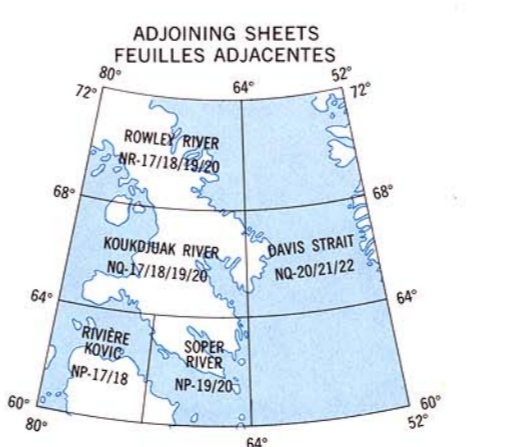 ADJOINING SHEETS
FEUILLES ADJACENTES
80°
64°
52°
72°
72°
ROWLEY RIVER
NR-17/18/19/20
68°
68°
KOUKDJUAK RIVER
NQ-17/18/19/20
DAVIS STRAIT
NQ-20/21/22
64°
64°
RIVIÈRE
KOVIC
NP-17/18
SOPER
RIVER
NP-19/20
60°
60°
80°
52°
64°